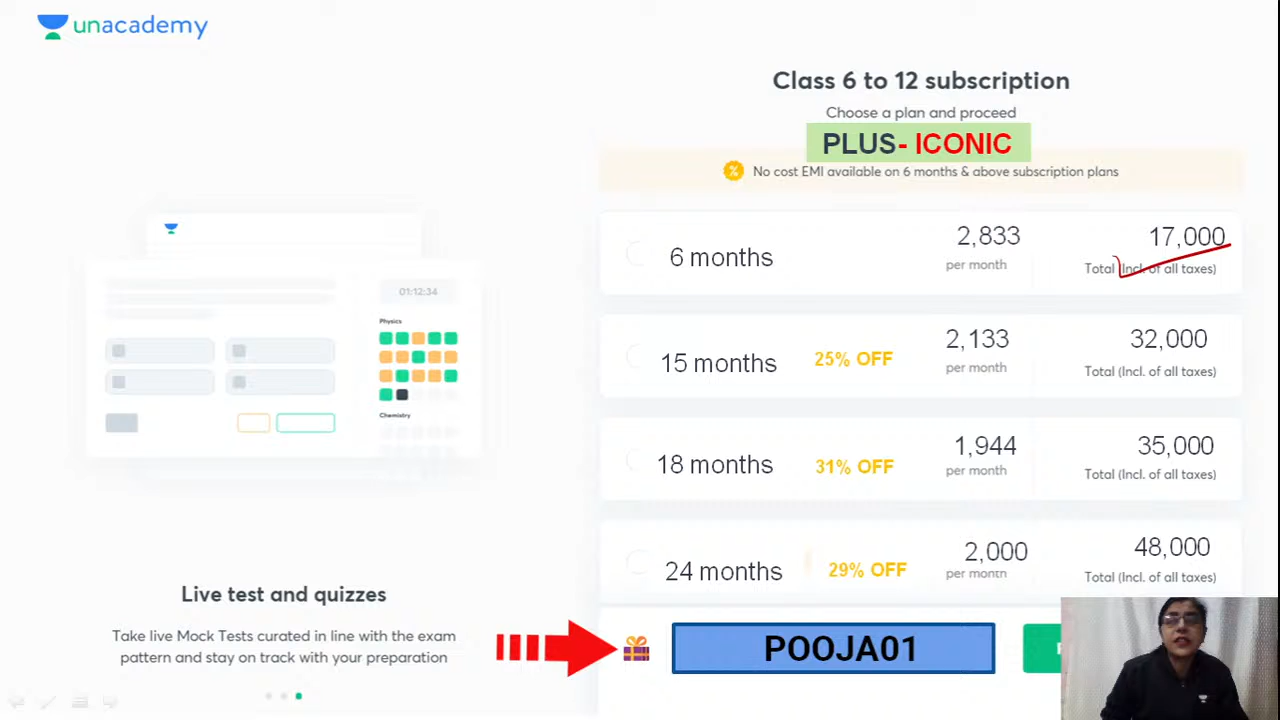 unacademy
Class 6 to 12 subscription
Choose a plan and proceed
PLUS- ICONIC
No cost EMI available on 6 months & above subscription plans
6 months
2,833
per month
17,000
Total (Incl. of all taxes)
15 months
25% OFF
2,133
per month
32,000
Total (Incl. of all taxes)
18 months
31% OFF
1,944
per month
35,000
Total (Incl. of all taxes)
24 months
29% OFF
2,000
per month
48,000
Total (Incl. of all taxes)
01:12:34
Physics
Chemistry
Live test and quizzes
Take live Mock Tests curated in line with the exam
pattern and stay on track with your preparation
POOJA01